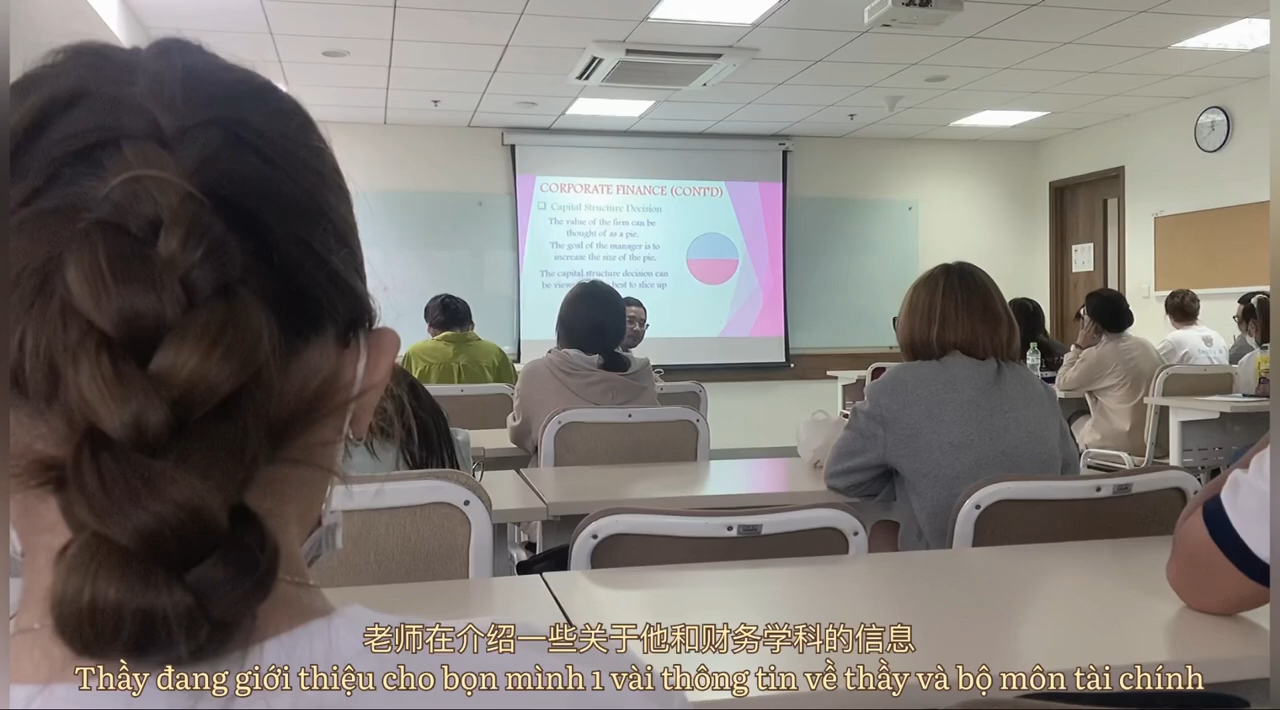 CORPORATE FINANCE (CONT'D)
❑ Capital Structure Decision
The value of the firm can be
thought of as a pie.
The goal of the manager is to
increase the size of the pie.
The capital structure decision can
be view best to slice up
老师在介绍一些关于他和财务学科的信息
Thầy đang giới thiệu cho bọn mình 1 vài thông tin về thầy và bộ môn tài chính